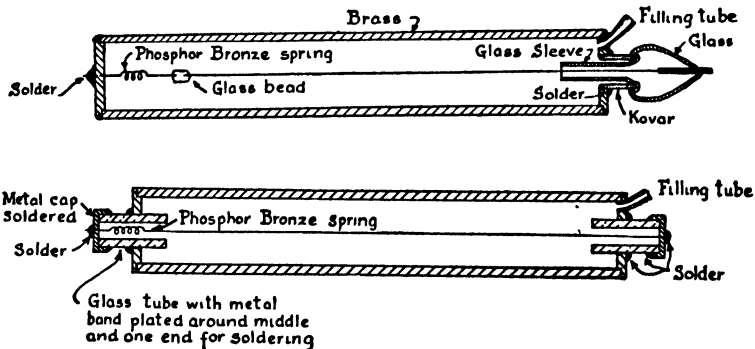 Brass
Filling tube
Phosphor Bronze spring
Glass Sleeve
Glass
Solder
Glass bead
Solder
Kovar
Metal cap
soldered
Filling tube
Phosphor Bronze spring
Solder
Solder
Glass tube with metal
band plated around middle
and one end for soldering